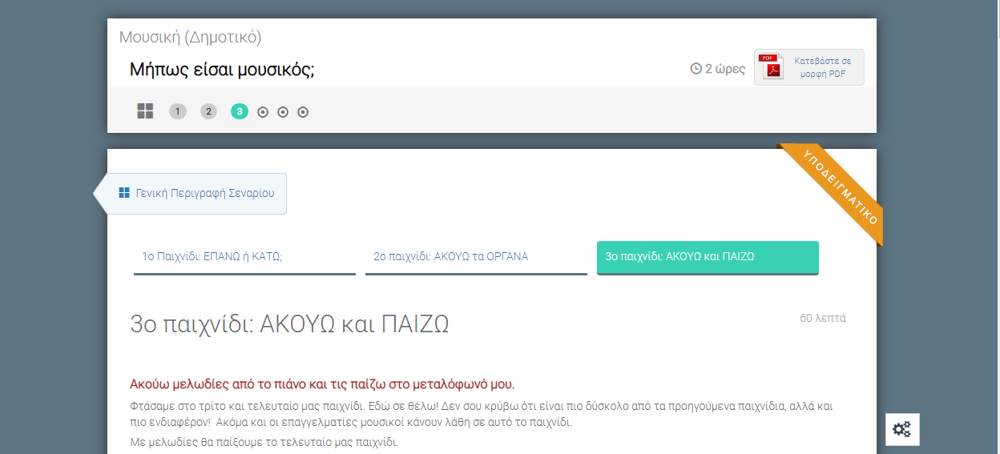 Μουσική (Δημοτικό)
Μήπως είσαι μουσικός;
2 ώρες
PDF
Κατεβάστε σε
μορφή PDF
1 2 3
ΥΠΟΔΕΙΓΜΑΤΙΚΟ
Γενική Περιγραφή Σεναρίου
1ο Παιχνίδι: ΕΠΑΝΩ ή ΚΑΤΩ;
2ο παιχνίδι: ΑΚΟΥΩ τα ΟΡΓΑΝΑ
3ο παιχνίδι: ΑΚΟΥΩ και ΠΑΙΖΩ
3ο παιχνίδι: ΑΚΟΥΩ και ΠΑΙΖΩ
60 λεπτά
Ακούω μελωδίες από το πιάνο και τις παίζω στο μεταλόφωνό μου.
Φτάσαμε στο τρίτο και τελευταίο μας παιχνίδι. Εδώ σε θέλω! Δεν σου κρύβω ότι είναι πιο δύσκολο από τα προηγούμενα παιχνίδια, αλλά και
πιο ενδιαφέρον! Ακόμα και οι επαγγελματίες μουσικοί κάνουν λάθη σε αυτό το παιχνίδι.
Με μελωδίες θα παίξουμε το τελευταίο μας παιχνίδι.